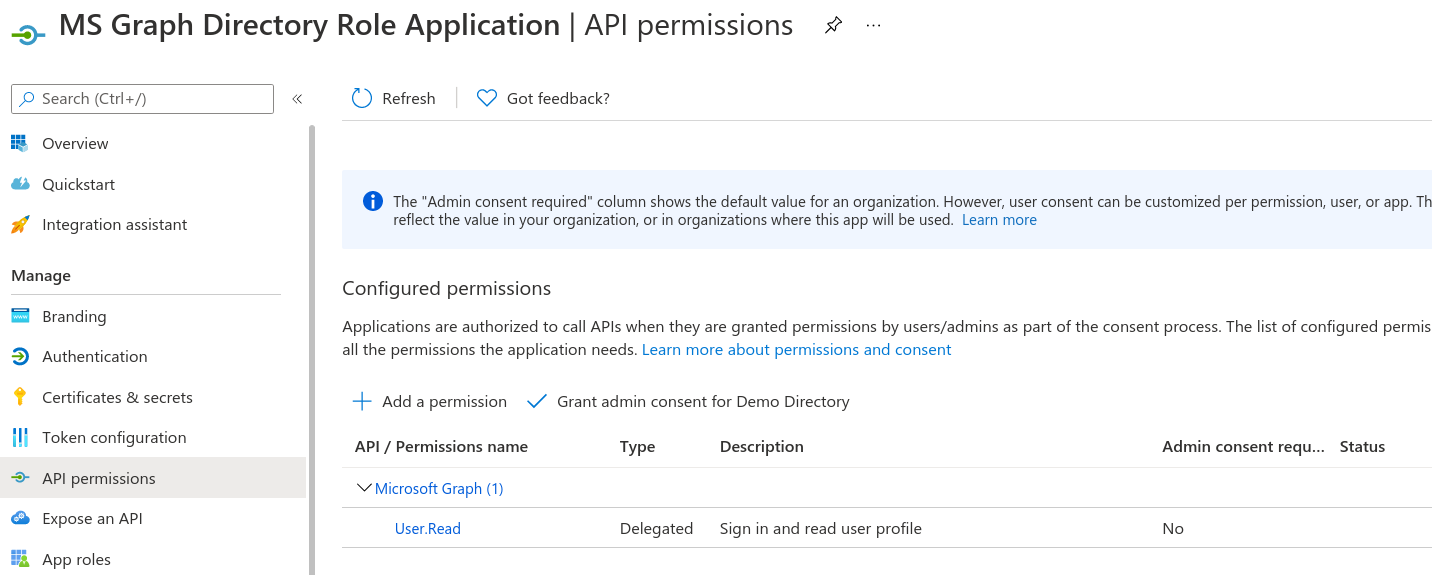 MS Graph Directory Role Application | API permissions ...
Search (Ctrl+/)
«
Refresh
Got feedback?
Overview
Quickstart
Integration assistant
Manage
Branding
Authentication
Certificates & secrets
Token configuration
API permissions
Expose an API
App roles
The "Admin consent required" column shows the default value for an organization. However, user consent can be customized per permission, user, or app. Th
reflect the value in your organization, or in organizations where this app will be used. Learn more
Configured permissions
Applications are authorized to call APIs when they are granted permissions by users/admins as part of the consent process. The list of configured permis
all the permissions the application needs. Learn more about permissions and consent
Add a permission
Grant admin consent for Demo Directory
API / Permissions name Type Description Admin consent requ... Status
Microsoft Graph (1)
User.Read Delegated Sign in and read user profile No